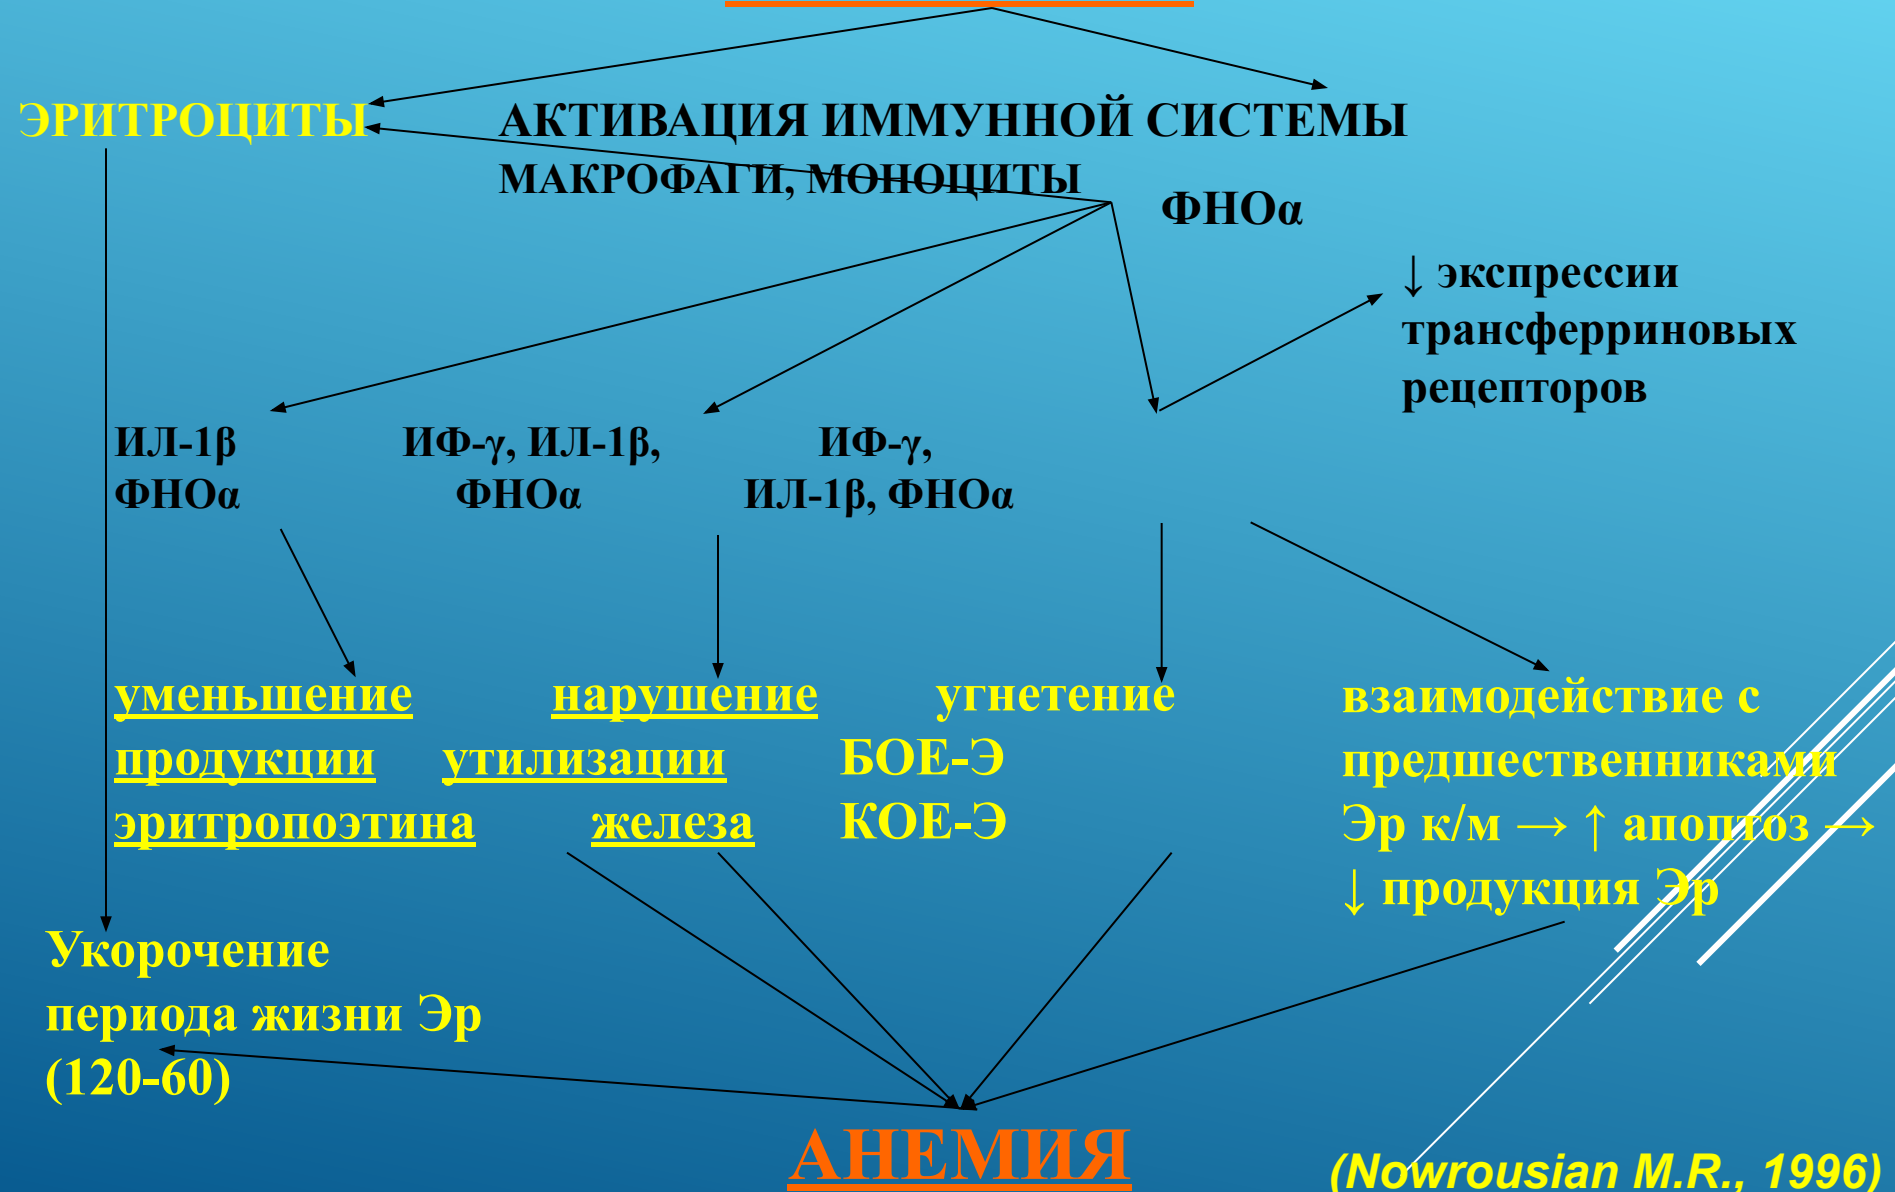 ЭРИТРОЦИТЫ АКТИВАЦИЯ ИММУННОЙ СИСТЕМЫ
МАКРОФАГИ, МОНОЦИТЫ
ФНОα
↓ экспрессии
трансферриновых
рецепторов
ИЛ-1β ИФ-γ, ИЛ-1β, ИФ-γ,
ФНОα ФНОα ИЛ-1β, ФНОα
уменьшение нарушение угнетение
продукции утилизации БОЕ-Э
эритропоэтина железа КОЕ-Э
взаимодействие с
предшественниками
Эр к/м → ↑ апоптоз →
↓ продукция Эр
Укорочение
периода жизни Эр
(120-60)
АНЕМИЯ
(Nowrousian M.R., 1996)